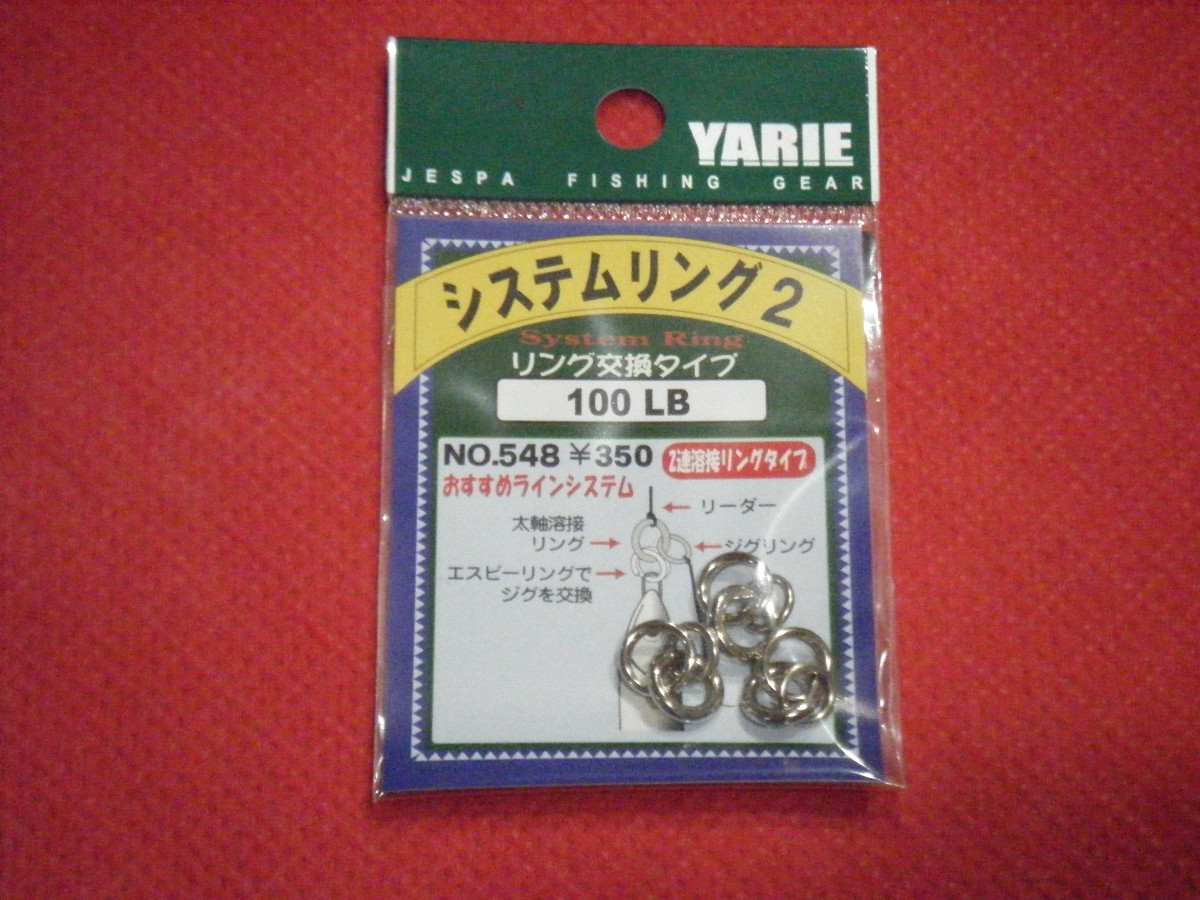 YARIE
JESPA FISHING GEAR
システムリング2
System Ring
リング交換タイプ
100 LB
NO.548 ¥350 2連溶接リングタイプ
おすすめラインシステム
リーダー
太軸溶接
リング
ジグリング
エスピーリングで
ジグを交換